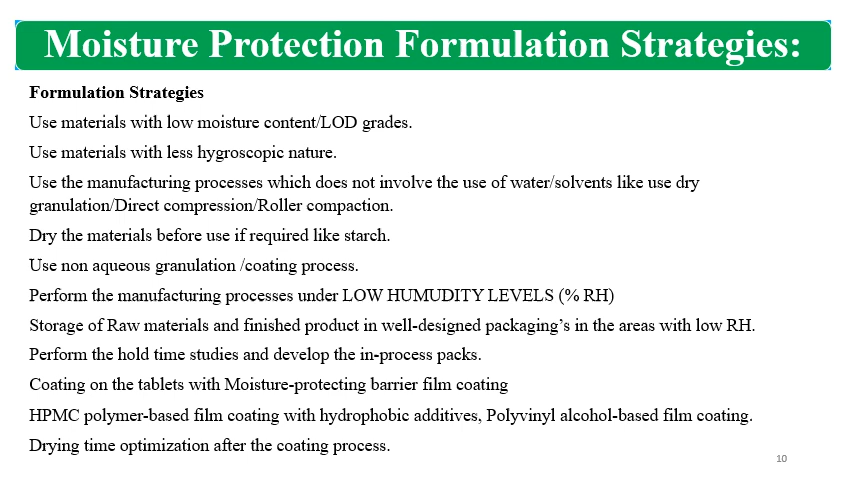 Moisture Protection Formulation Strategies:
Formulation Strategies
Use materials with low moisture content/LOD grades.
Use materials with less hygroscopic nature.
Use the manufacturing processes which does not involve the use of water/solvents like use dry
granulation/Direct compression/Roller compaction.
Dry the materials before use if required like starch.
Use non aqueous granulation /coating process.
Perform the manufacturing processes under LOW HUMUDITY LEVELS (% RH)
Storage of Raw materials and finished product in well-designed packaging’s in the areas with low RH.
Perform the hold time studies and develop the in-process packs.
Coating on the tablets with Moisture-protecting barrier film coating
HPMC polymer-based film coating with hydrophobic additives, Polyvinyl alcohol-based film coating.
Drying time optimization after the coating process.
10